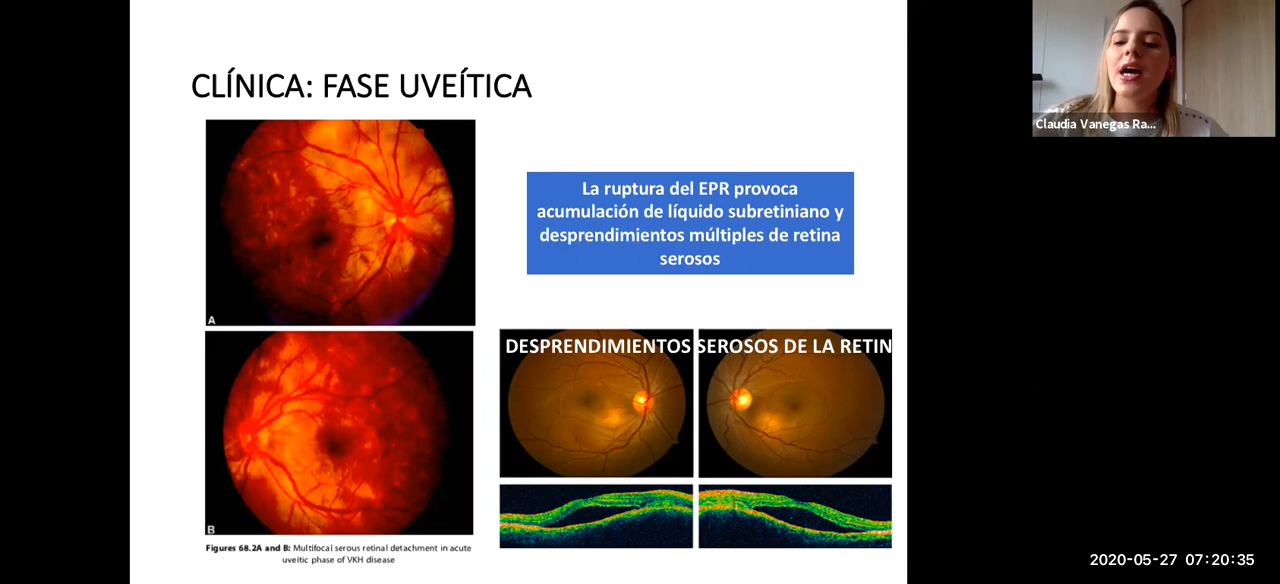 CLÍNICA: FASE UVEÍTICA
La ruptura del EPR provoca
acumulación de líquido subretiniano y
desprendimientos múltiples de retina
serosos
A
B
Figures 68.2A and B: Multifocal serous retinal detachment in acute
uveitic phase of VKH disease
DESPRENDIMIENTOS SEROSOS DE LA RETIN
Claudia Vanegas Ra...
2020-05-27 07:20:35